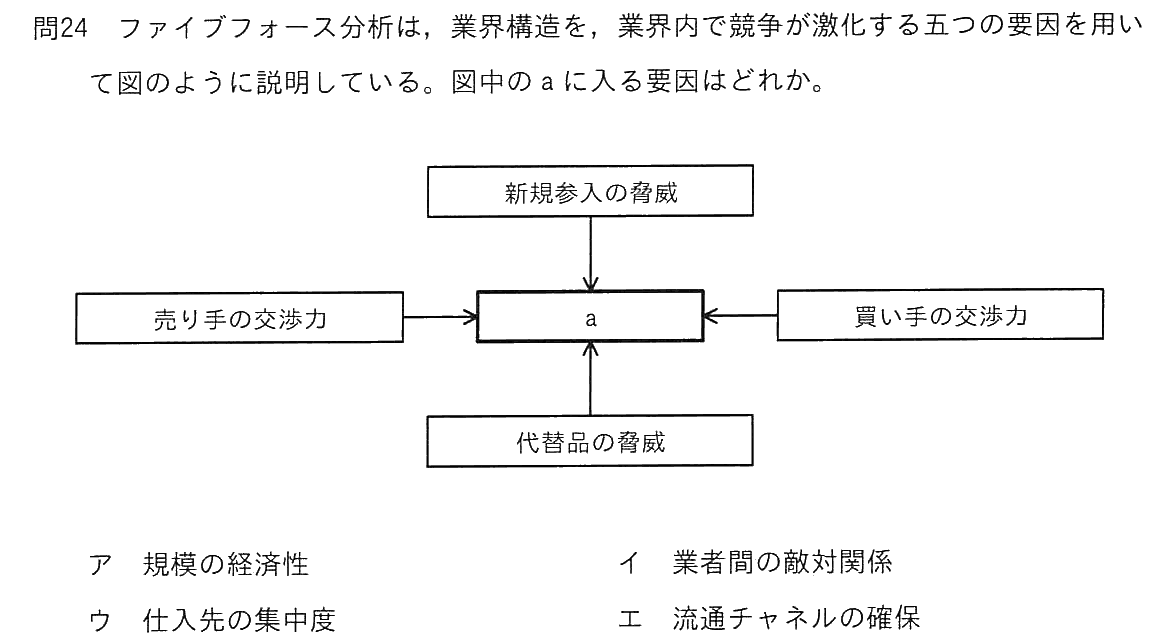 問24 ファイブフォース分析は，業界構造を，業界内で競争が激化する五つの要因を用い
て図のように説明している。図中の a に入る要因はどれか。
新規参入の脅威
売り手の交渉力
a
買い手の交渉力
代替品の脅威
ア 規模の経済性
イ 業者間の敵対関係
ウ 仕入先の集中度
エ 流通チャネルの確保